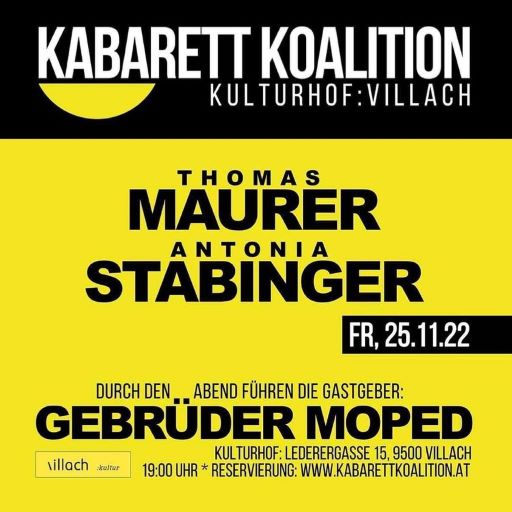 KABARETT KOALITION
KULTURHOF:VILLACH
THOMAS
MAURER
ANTONIA
STABINGER
FR, 25.11.22
DURCH DEN ABEND FÜHREN DIE GASTGEBER:
GEBRÜDER MOPED
KULTURHOF: LEDERERGASSE 15, 9500 VILLACH
villach :kultur
19:00 UHR * RESERVIERUNG: WWW.KABARETTKOALITION.AT